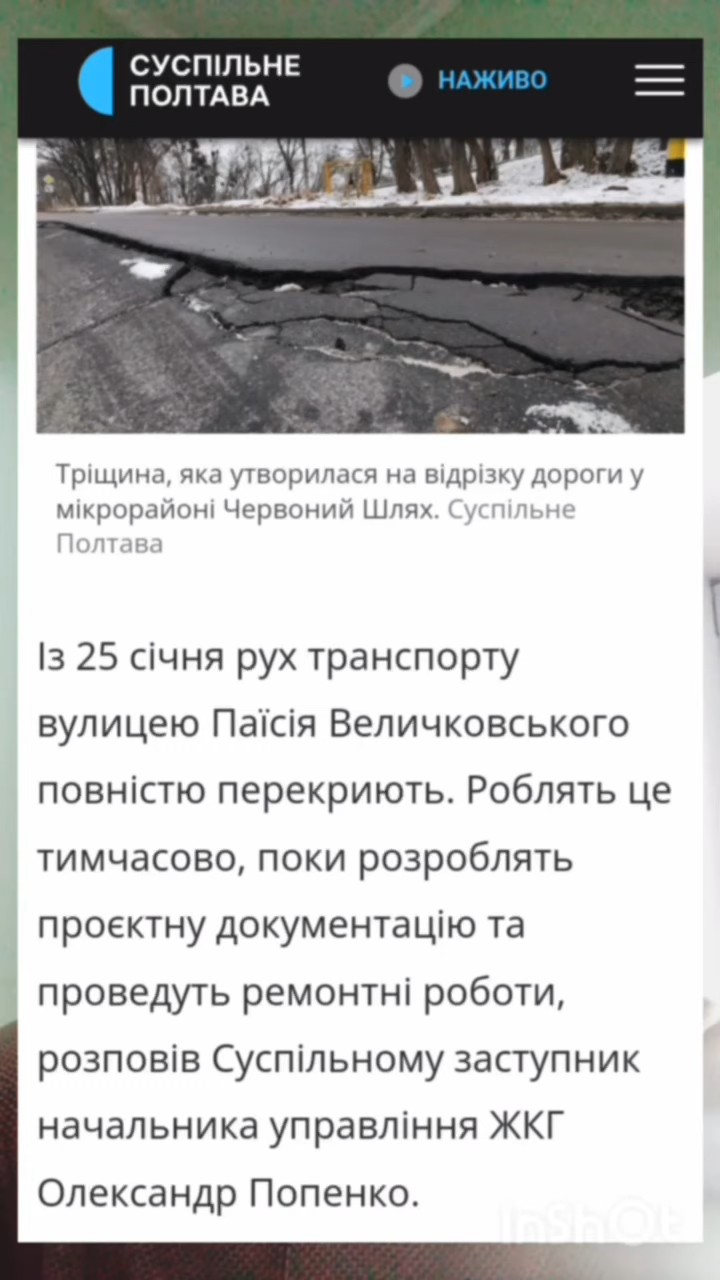 СУСПІЛЬНЕ
ПОЛТАВА
НАЖИВО
Тріщина, яка утворилася на відрізку дороги у
мікрорайоні Червоний Шлях. Суспільне
Полтава
Із 25 січня рух транспорту
вулицею Паїсія Величковського
повністю перекриють. Роблять це
тимчасово, поки розроблять
проєктну документацію та
проведуть ремонтні роботи,
розповів Суспільному заступник
начальника управління ЖКГ
Олександр Попенко.
InShOt